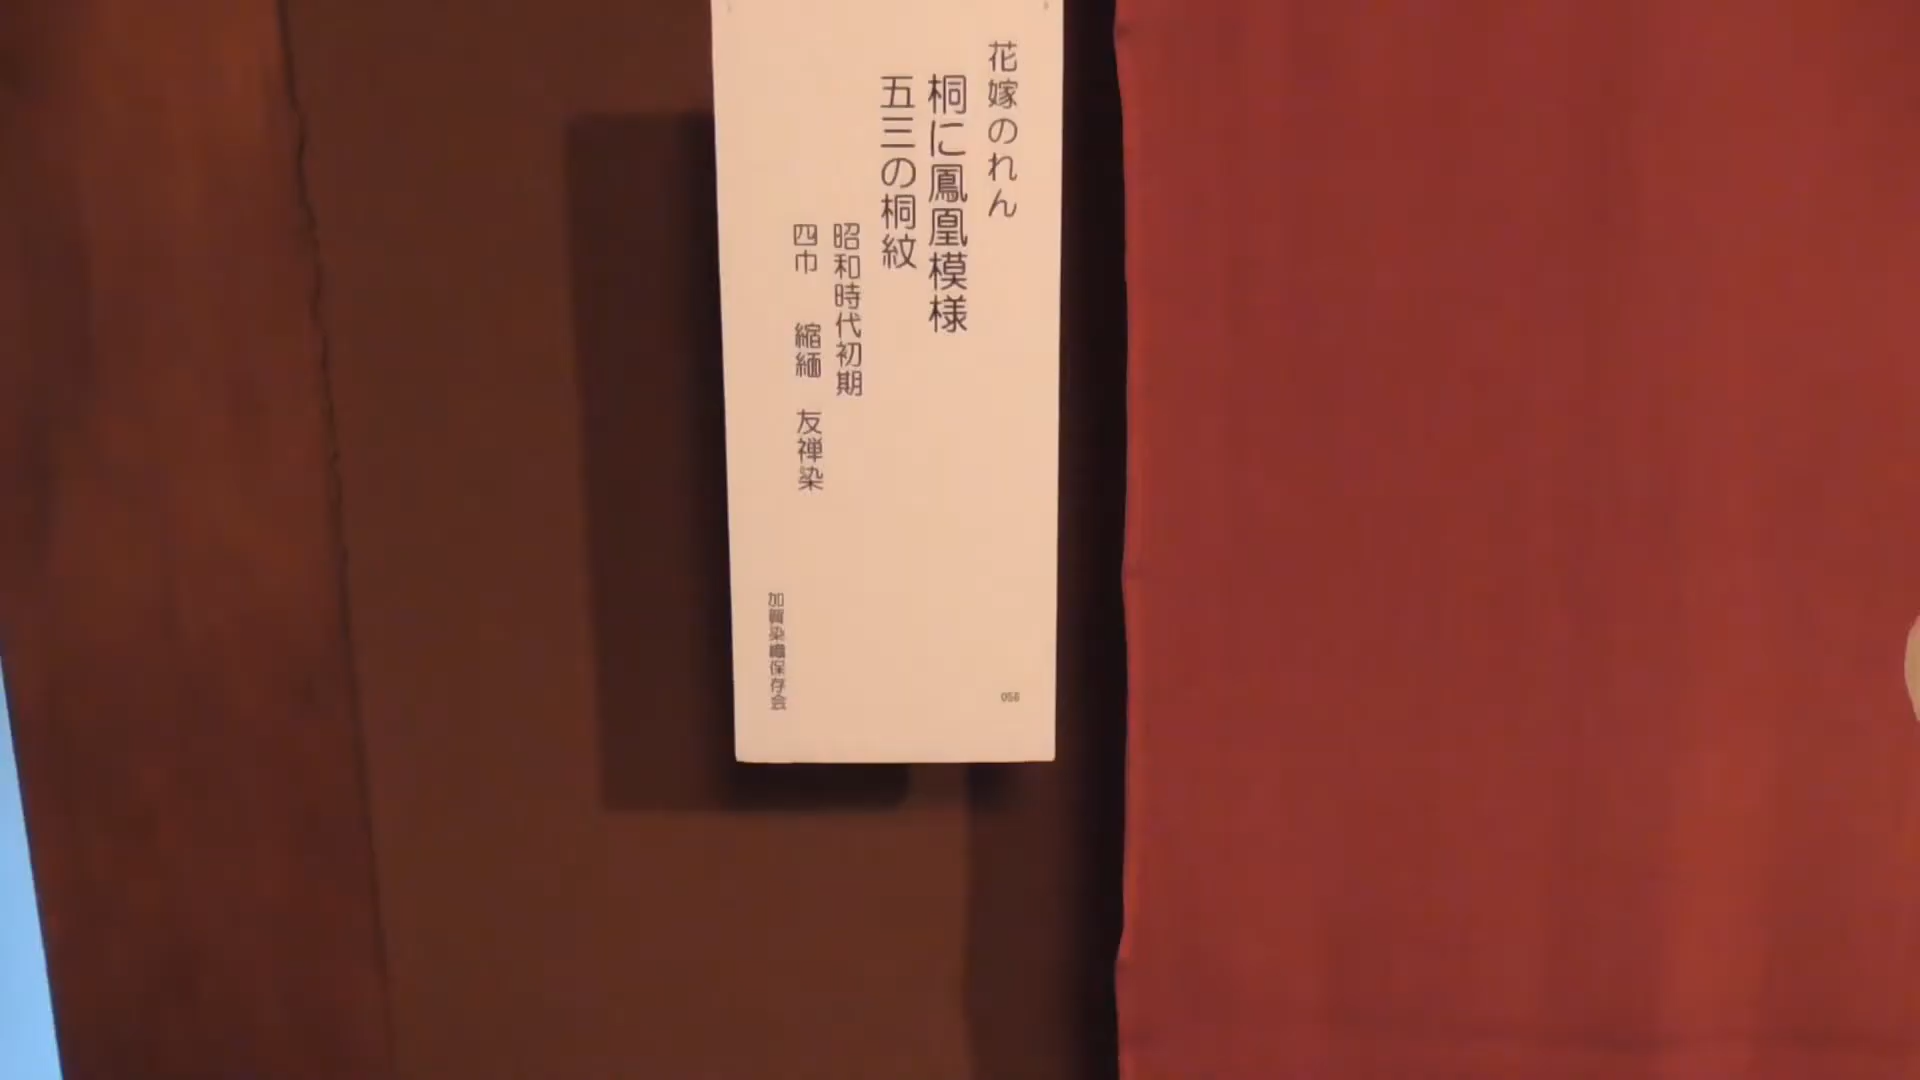 花嫁のれん
桐に鳳凰模様
五三の桐紋
昭和時代初期
四巾 縮緬 友禅染
加賀染織保存会
056